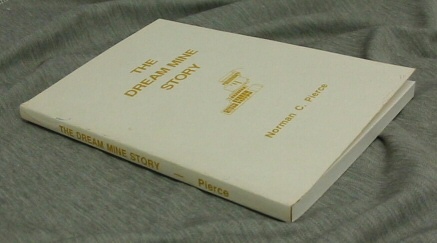 THE
DREAM MINE
STORY
Norman C. Pierce
THE DREAM MINE STORY — Pierce